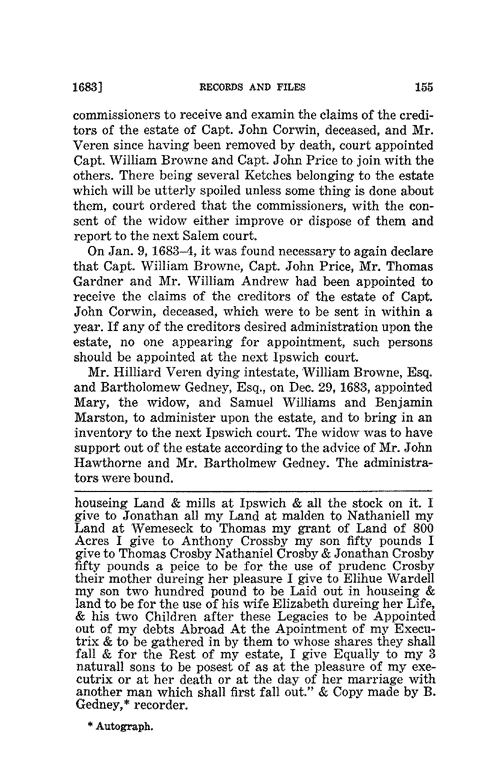 1683] RECORDS AND FILES 155
commissioners to receive and examin the claims of the credi-
tors of the estate of Capt. John Corwin, deceased, and Mr.
Veren since having been removed by death, court appointed
Capt. William Browne and Capt. John Price to join with the
others. There being several Ketches belonging to the estate
which will be utterly spoiled unless some thing is done about
them, court ordered that the commissioners, with the con-
sent of the widow either improve or dispose of them and
report to the next Salem court.
On Jan. 9, 1683-4, it was found necessary to again declare
that Capt. William Browne, Capt. John Price, Mr. Thomas
Gardner and Mr. William Andrew had been appointed to
receive the claims of the creditors of the estate of Capt.
John Corwin, deceased, which were to be sent in within a
year. If any of the creditors desired administration upon the
estate, no one appearing for appointment, such persons
should be appointed at the next Ipswich court.
Mr. Hilliard Veren dying intestate, William Browne, Esq.
and Bartholomew Gedney, Esq., on Dec. 29, 1683, appointed
Mary, the widow, and Samuel Williams and Benjamin
Marston, to administer upon the estate, and to bring in an
inventory to the next Ipswich court. The widow was to have
support out of the estate according to the advice of Mr. John
Hawthorne and Mr. Bartholmew Gedney. The administra-
tors were bound.
houseing Land & mills at Ipswich & all the stock on it. I
give to Jonathan all my Land at malden to Nathaniell my
Land at Wemeseck to Thomas my grant of Land of 800
Acres I give to Anthony Crossby my son fifty pounds I
give to Thomas Crosby Nathaniel Crosby & Jonathan Crosby
fifty pounds a peice to be for the use of prudenc Crosby
their mother dureing her pleasure I give to Elihue Wardell
my son two hundred pound to be Laid out in houseing &
land to be for the use of his wife Elizabeth dureing her Life,
& his two Children after these Legacies to be Appointed
out of my debts Abroad At the Apointment of my Execu-
trix & to be gathered in by them to whose shares they shall
fall & for the Rest of my estate, I give Equally to my 3
naturall sons to be posest of as at the pleasure of my exe-
cutrix or at her death or at the day of her marriage with
another man which shall first fall out." & Copy made by B.
Gedney,* recorder.
* Autograph.